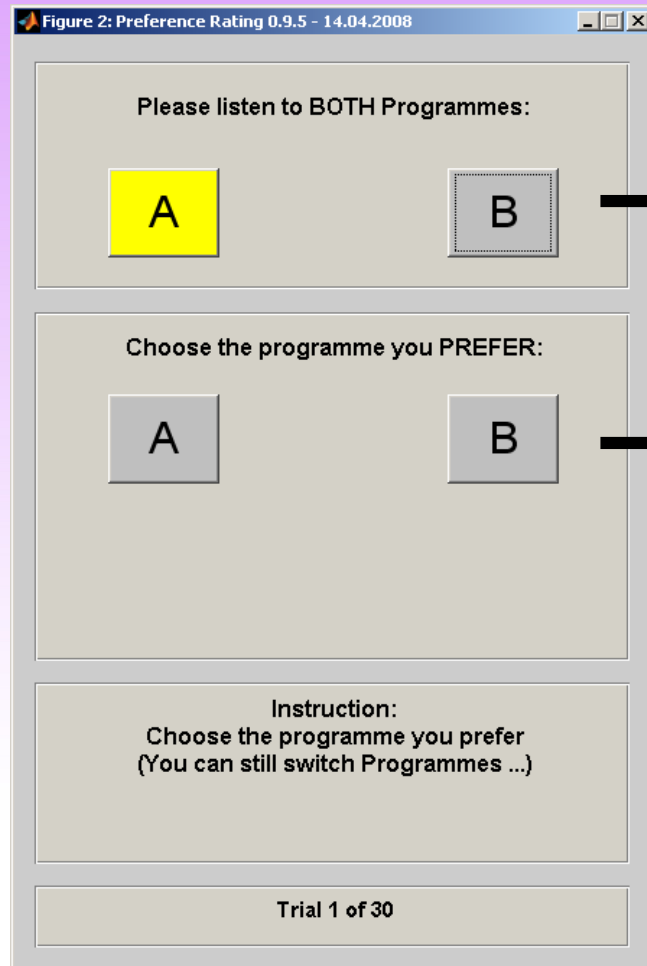 Figure 2: Preference Rating 0.9.5 - 14.04.2008
Please listen to BOTH Programmes:
A B
Choose the programme you PREFER:
A B
Instruction:
Choose the programme you prefer
(You can still switch Programmes ...)
Trial 1 of 30